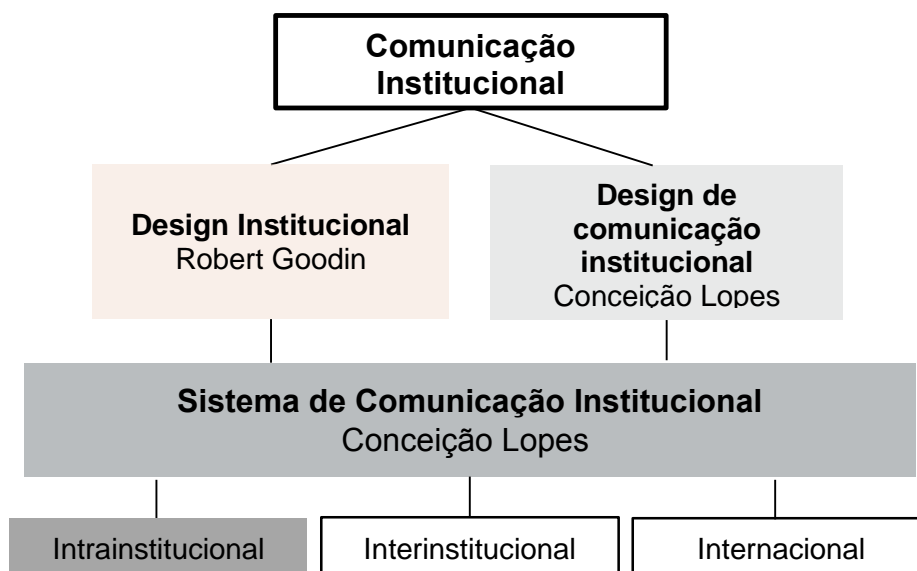 Comunicação
Institucional
Design Institucional
Robert Goodin
Design de
comunicação
institucional
Conceição Lopes
Sistema de Comunicação Institucional
Conceição Lopes
Intrainstitucional
Interinstitucional
Internacional